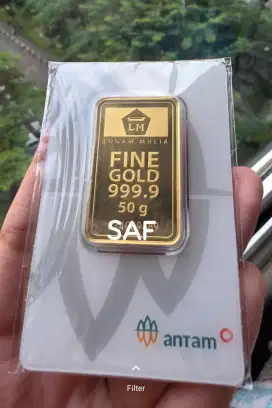 LM
LOGAM MULIA
FINE
GOLD
999.9
50 g
SAF
antam
Filter